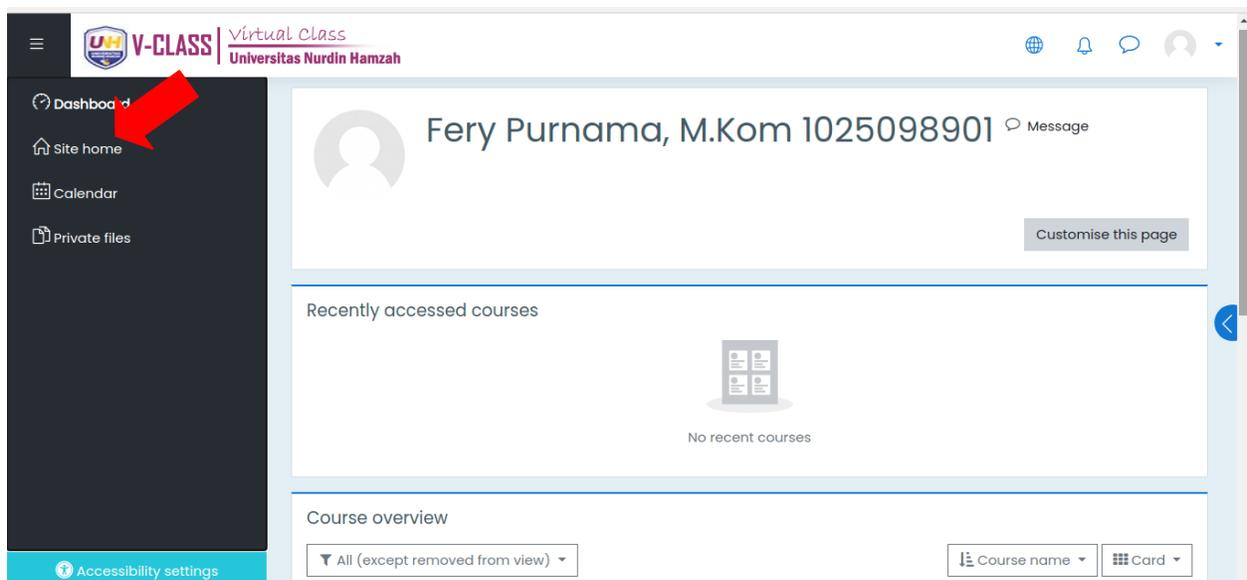 V-CLASS
Virtual Class
Universitas Nurdin Hamzah
Dashboard
Site home
Calendar
Private files
Accessibility settings
Fery Purnama, M.Kom 1025098901
Message
Customise this page
Recently accessed courses
No recent courses
Course overview
All (except removed from view)
Course name
Card